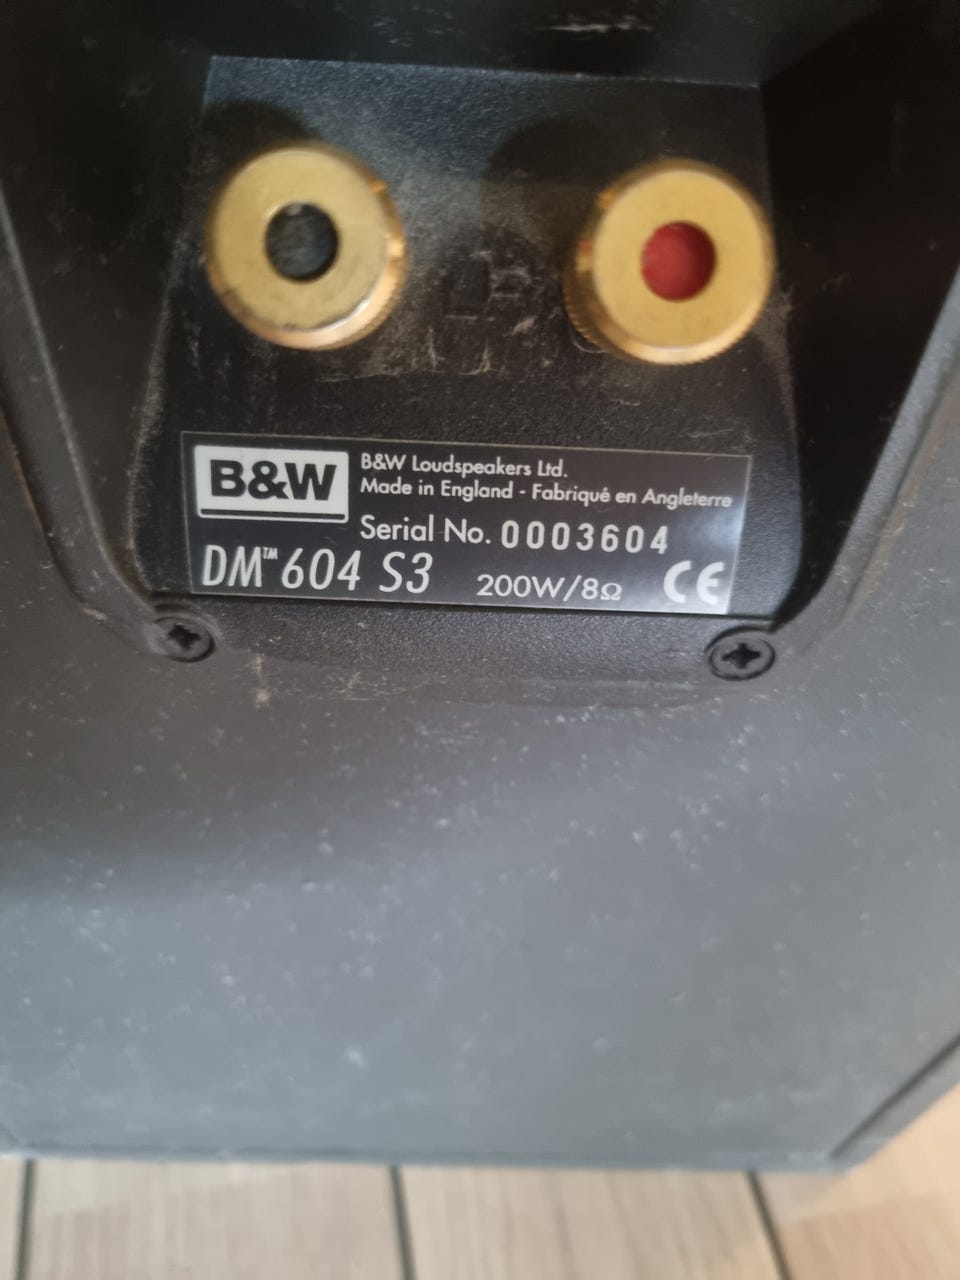 B&W
B&W Loudspeakers Ltd.
Made in England - Fabriqué en Angleterre
Serial No. 0003604
DM™ 604 S3 200W/8Ω CE